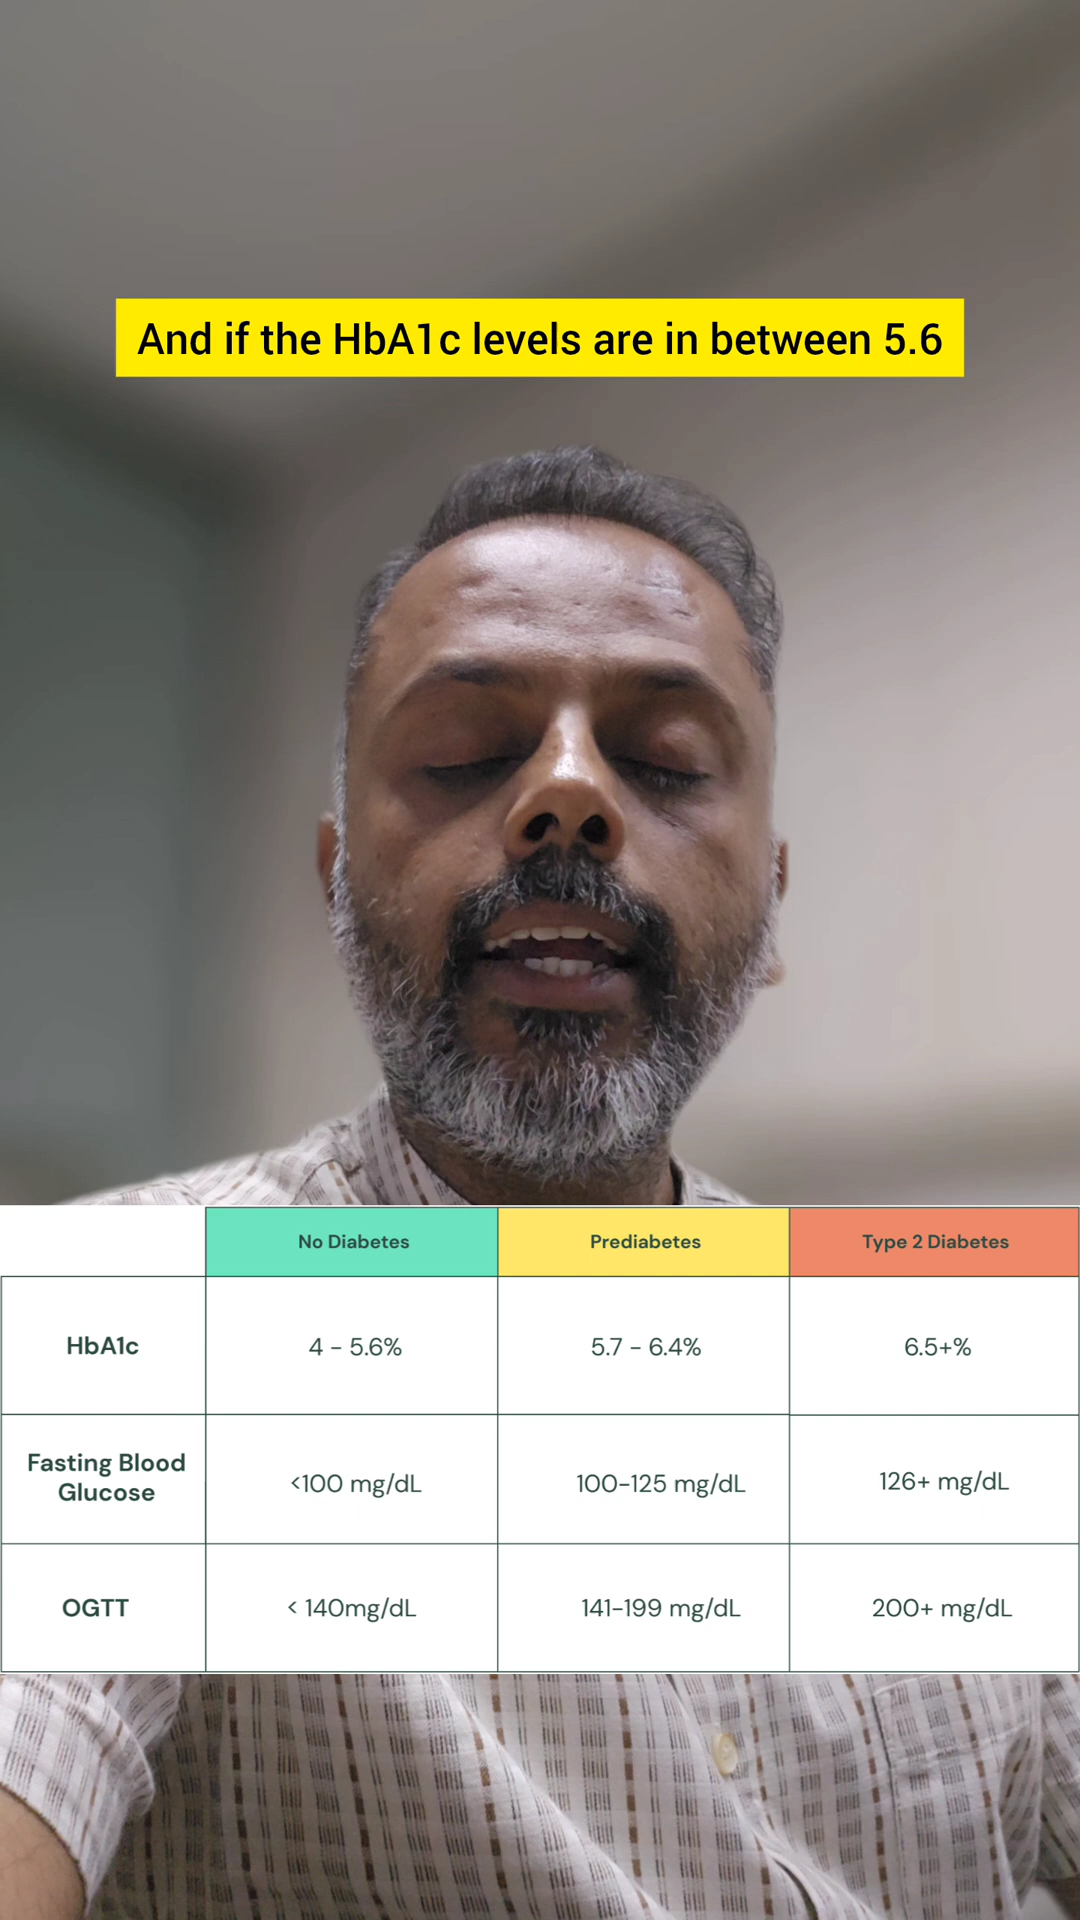 And if the HbA1c levels are in between 5.6
No Diabetes
Prediabetes
Type 2 Diabetes
HbA1c
4 - 5.6%
5.7 - 6.4%
6.5+%
Fasting Blood
Glucose
<100 mg/dL
100-125 mg/dL
126+ mg/dL
OGTT
< 140mg/dL
141-199 mg/dL
200+ mg/dL